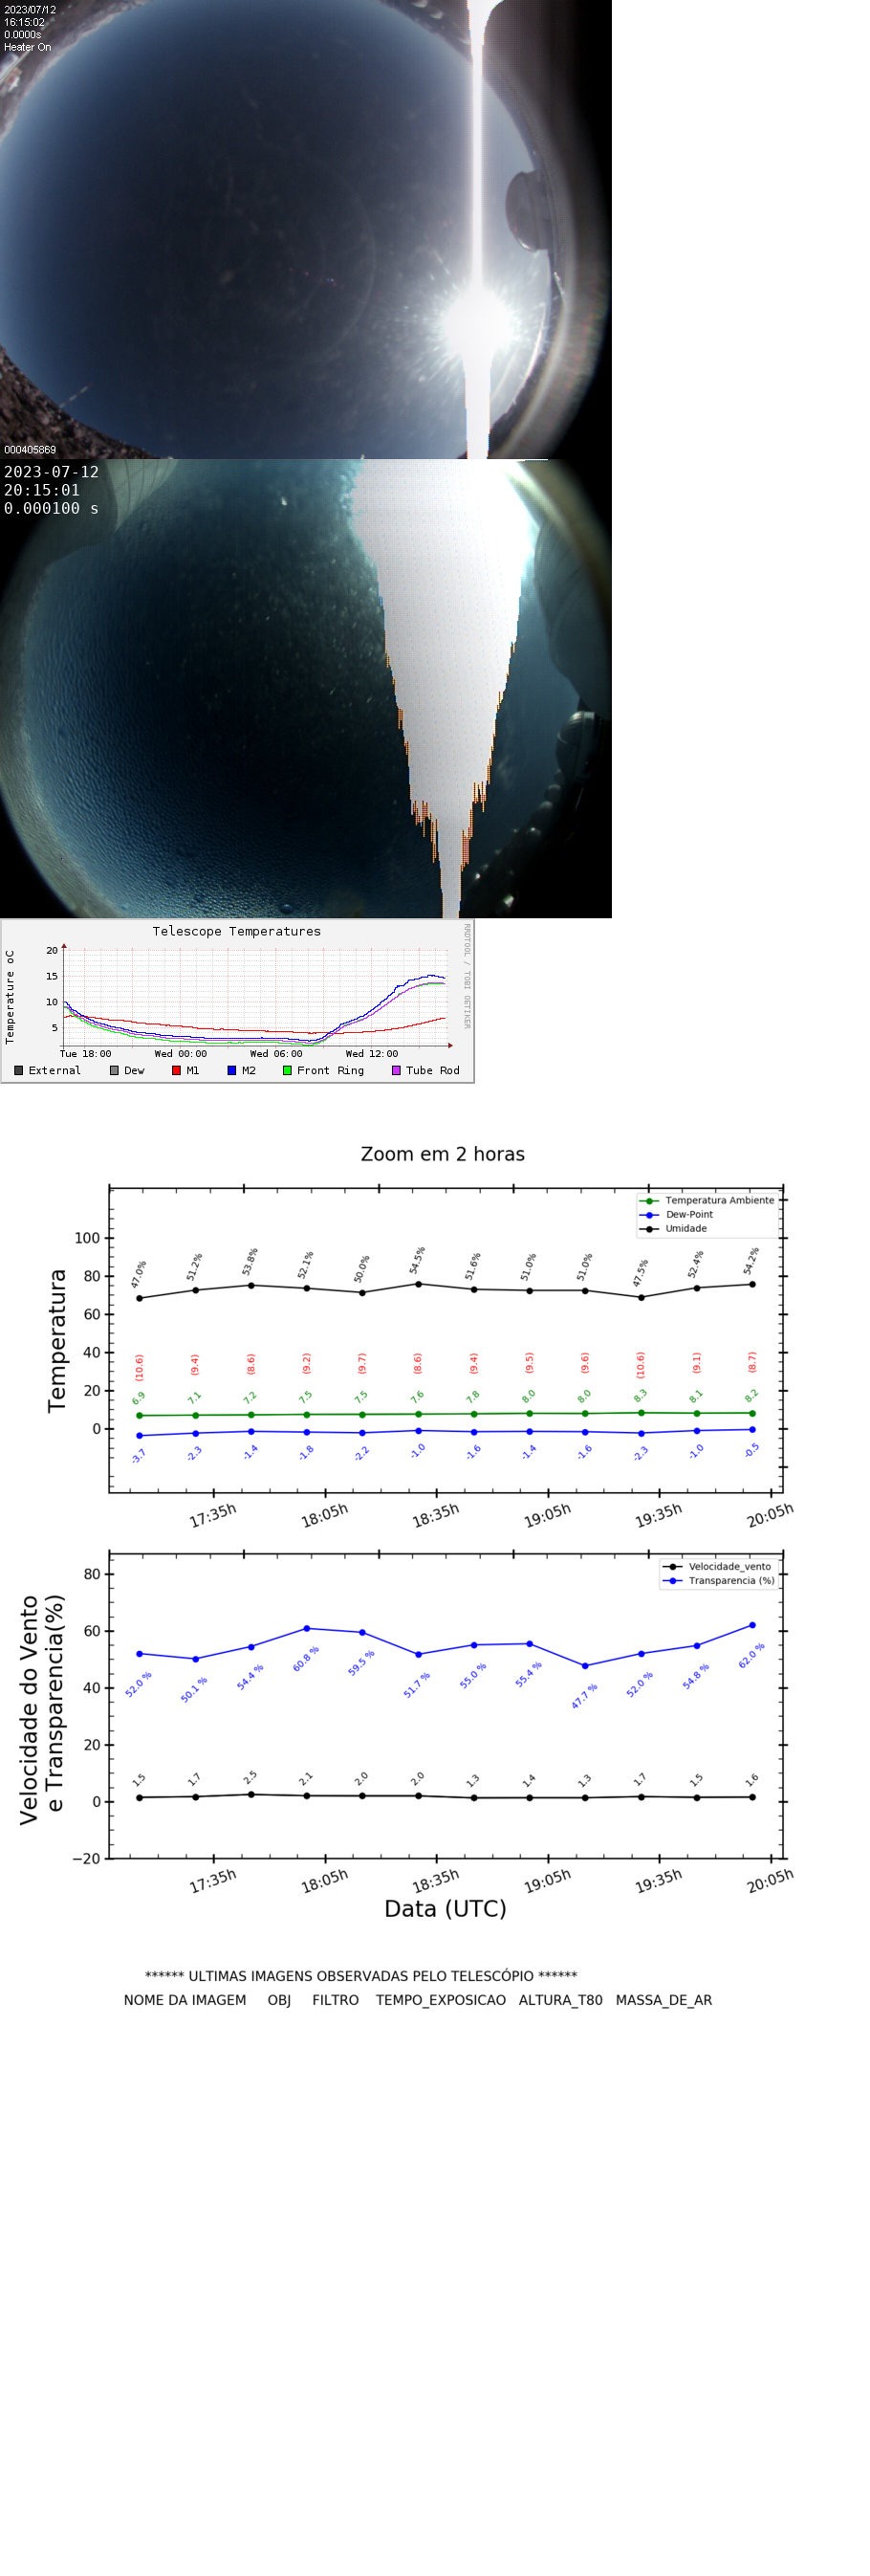 2023/07/12
16:15:02
0.0000s
Heater On
000405869
2023-07-12
20:15:01
0.000100 s
Telescope Temperatures
RRDTOOL / TOBI OETIKER
Temperature oC
20
15
10
5
Tue 18:00 Wed 00:00 Wed 06:00 Wed 12:00
External Dew M1 M2 Front Ring Tube Rod
Zoom em 2 horas
Temperatura
Temperatura Ambiente
Dew-Point
Umidade
100
80
60
40
20
0
47.0% 51.2% 53.8% 52.1% 50.0% 54.5% 51.6% 51.0% 51.0% 47.5% 52.4% 54.2%
(10.6) (9.4) (8.6) (9.2) (9.7) (8.6) (9.4) (9.5) (9.6) (10.6) (9.1) (8.7)
6.9 7.1 7.2 7.5 7.5 7.6 7.8 8.0 8.0 8.3 8.1 8.2
-3.7 -2.3 -1.4 -1.8 -2.2 -1.0 -1.6 -1.4 -1.6 -2.3 -1.0 -0.5
17:35h 18:05h 18:35h 19:05h 19:35h 20:05h
Velocidade do Vento
e Transparencia(%)
Velocidade_vento
Transparencia (%)
80
60
40
20
0
−20
52.0 % 50.1 % 54.4 % 60.8 % 59.5 % 51.7 % 55.0 % 55.4 % 47.7 % 52.0 % 54.8 % 62.0 %
1.5 1.7 2.5 2.1 2.0 2.0 1.3 1.4 1.3 1.7 1.5 1.6
17:35h 18:05h 18:35h 19:05h 19:35h 20:05h
Data (UTC)
****** ULTIMAS IMAGENS OBSERVADAS PELO TELESCÓPIO ******
NOME DA IMAGEM OBJ FILTRO TEMPO_EXPOSICAO ALTURA_T80 MASSA_DE_AR